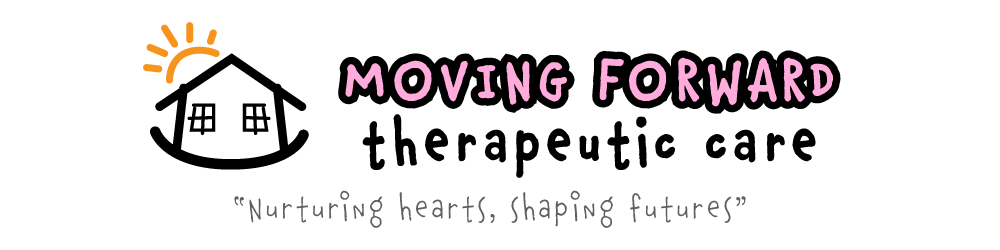 MOVING FORWARD
therapeutic care
“Nurturing hearts, shaping futures”